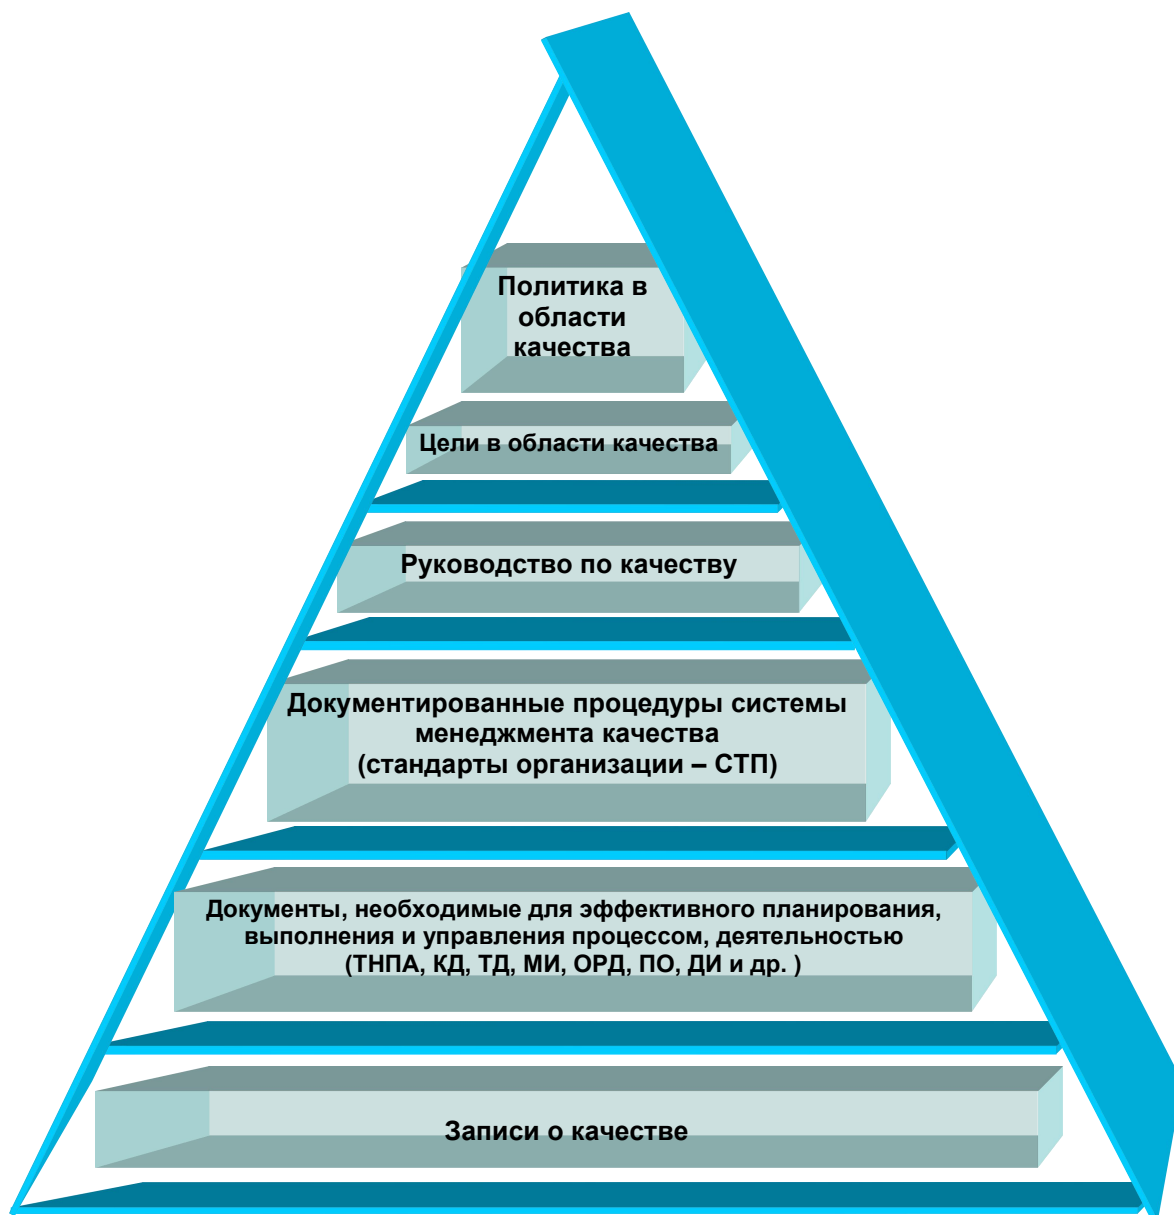 Политика в
области
качества
Цели в области качества
Руководство по качеству
Документированные процедуры системы
менеджмента качества
(стандарты организации – СТП)
Документы, необходимые для эффективного планирования,
выполнения и управления процессом, деятельностью
(ТНПА, КД, ТД, МИ, ОРД, ПО, ДИ и др. )
Записи о качестве